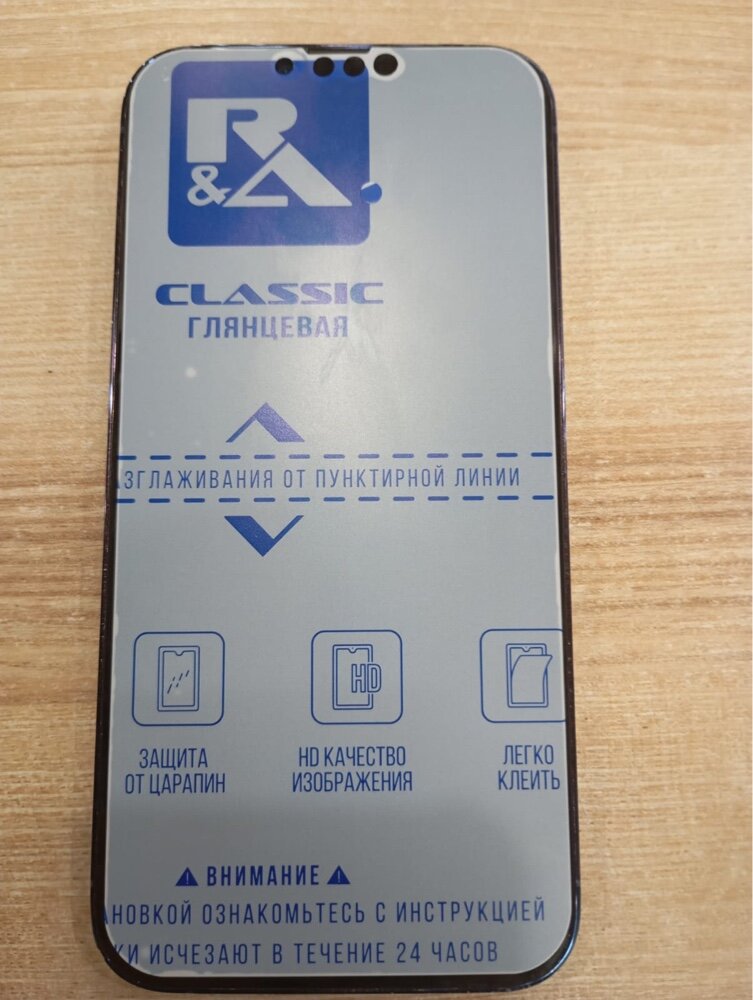 R&A
CLASSIC
ГЛЯНЦЕВАЯ
ЗГЛАЖИВАНИЯ ОТ ПУНКТИРНОЙ ЛИНИИ
HD
ЗАЩИТА
ОТ ЦАРАПИН
HD КАЧЕСТВО
ИЗОБРАЖЕНИЯ
ЛЕГКО
КЛЕИТЬ
ВНИМАНИЕ
НОВКОЙ ОЗНАКОМЬТЕСЬ С ИНСТРУКЦИЕЙ
КИ ИСЧЕЗАЮТ В ТЕЧЕНИЕ 24 ЧАСОВ